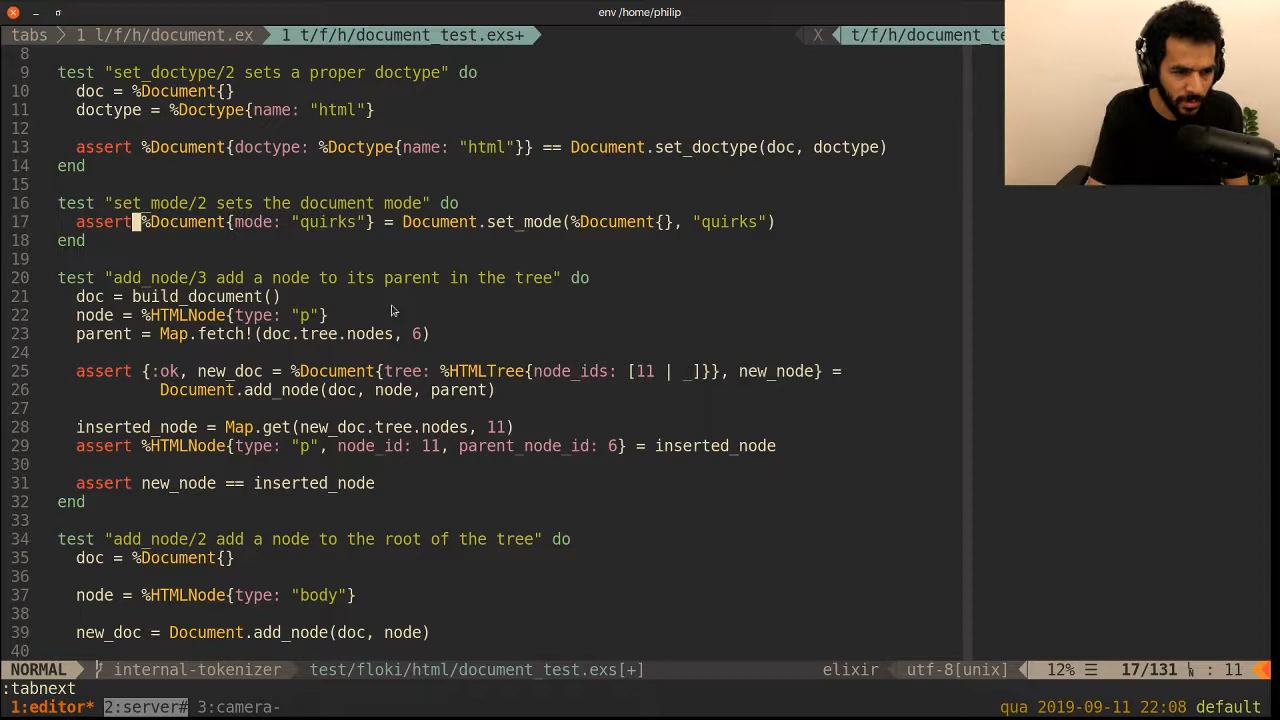 env /home/philip
tabs 1 l/f/h/document.ex 1 t/f/h/document_test.exs+ X t/f/h/document_te
8
9 test "set_doctype/2 sets a proper doctype" do
10 doc = %Document{}
11 doctype = %Doctype{name: "html"}
12
13 assert %Document{doctype: %Doctype{name: "html"}} == Document.set_doctype(doc, doctype)
14 end
15
16 test "set_mode/2 sets the document mode" do
17 assert %Document{mode: "quirks"} = Document.set_mode(%Document{}, "quirks")
18 end
19
20 test "add_node/3 add a node to its parent in the tree" do
21 doc = build_document()
22 node = %HTMLNode{type: "p"}
23 parent = Map.fetch!(doc.tree.nodes, 6)
24
25 assert {:ok, new_doc = %Document{tree: %HTMLTree{node_ids: [11 | _]}}, new_node} =
26 Document.add_node(doc, node, parent)
27
28 inserted_node = Map.get(new_doc.tree.nodes, 11)
29 assert %HTMLNode{type: "p", node_id: 11, parent_node_id: 6} = inserted_node
30
31 assert new_node == inserted_node
32 end
33
34 test "add_node/2 add a node to the root of the tree" do
35 doc = %Document{}
36
37 node = %HTMLNode{type: "body"}
38
39 new_doc = Document.add_node(doc, node)
40
NORMAL internal-tokenizer test/floki/html/document_test.exs[+] elixir utf-8[unix] 12% ☰ 17/131 ㏑ : 11
:tabnext
1:editor* 2:server# 3:camera- qua 2019-09-11 22:08 default